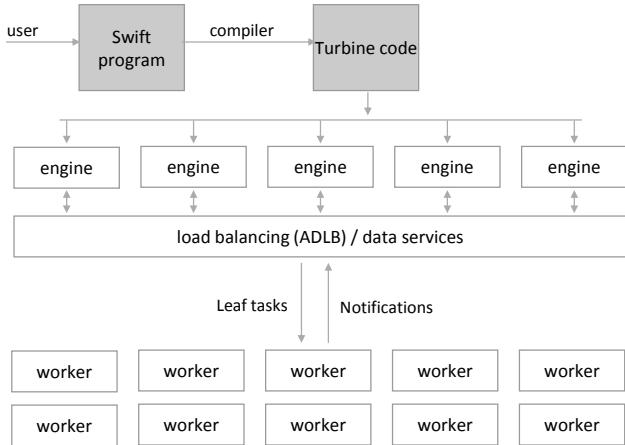 user
Swift
program
compiler
Turbine code
engine engine engine engine engine
load balancing (ADLB) / data services
Leaf tasks Notifications
worker worker worker worker worker
worker worker worker worker worker